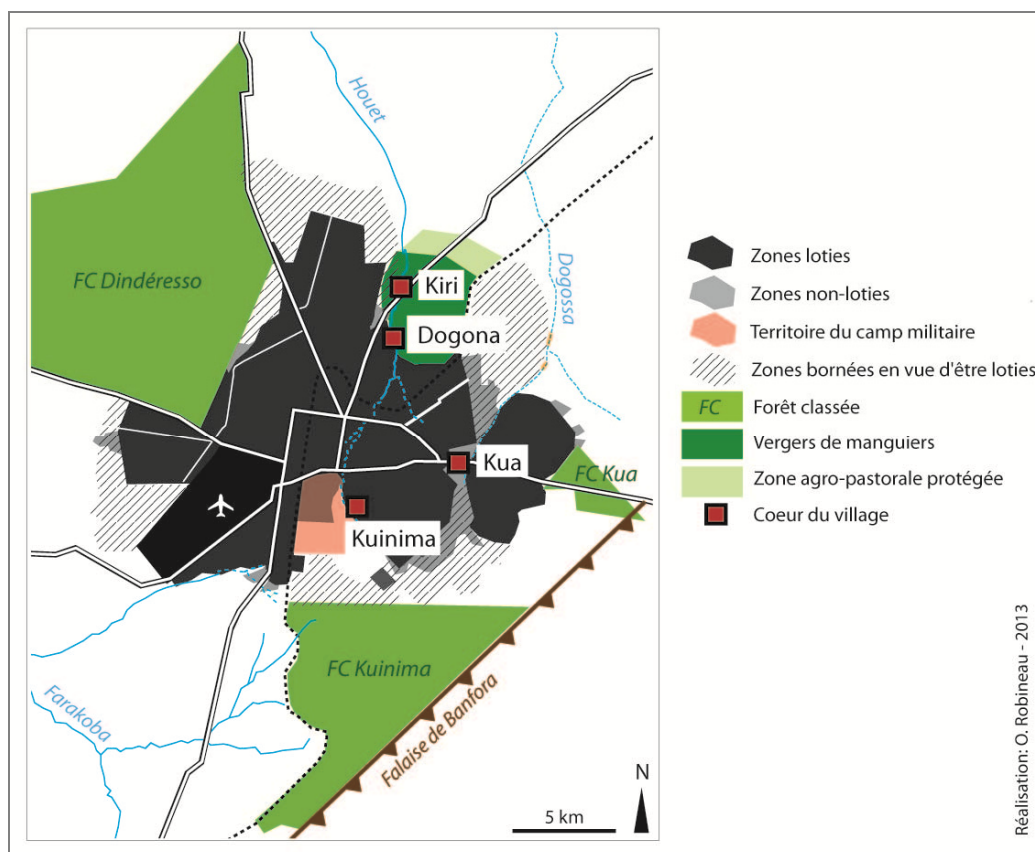 Houet
Dogossa
FC Dindéresso
Kiri
Dogona
Kua
FC Kua
Kuinima
FC Kuinima
Farakoba
Falaise de Banfora
5 km
N
Zones loties
Zones non-loties
Territoire du camp militaire
Zones bornées en vue d'être loties
FC
Forêt classée
Vergers de manguiers
Zone agro-pastorale protégée
Coeur du village
Réalisation: O. Robineau - 2013